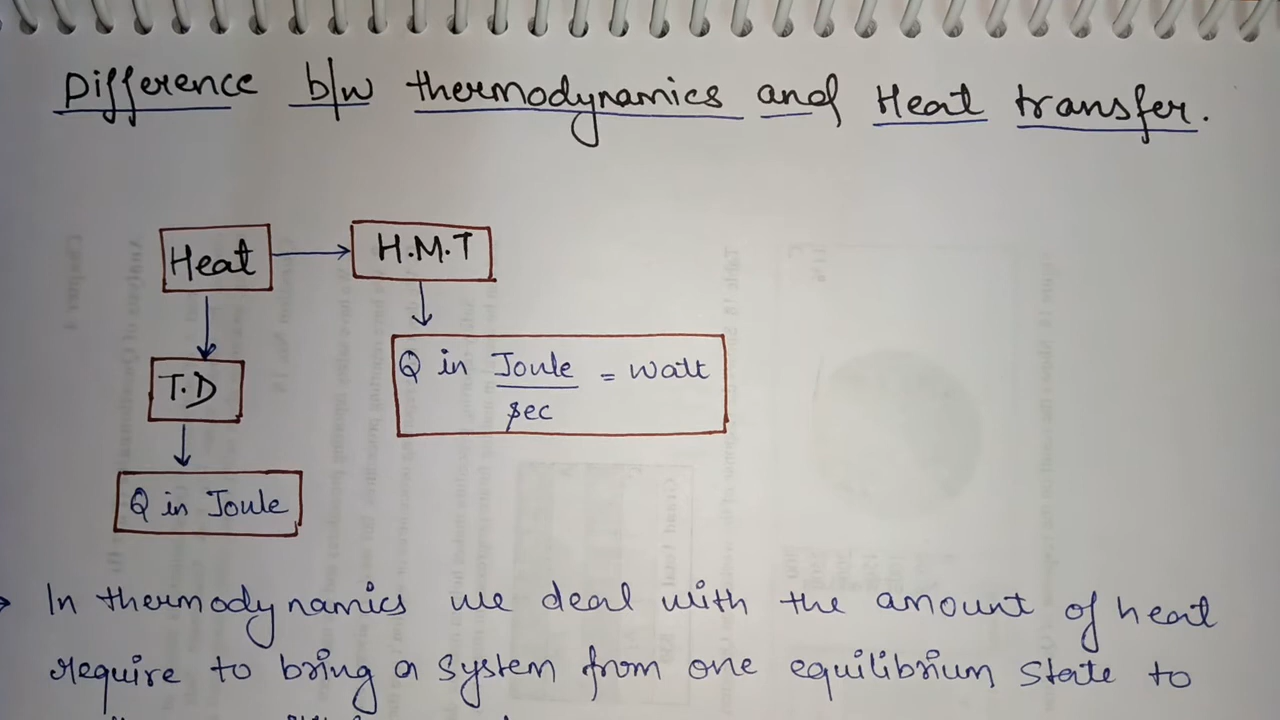 Difference b/w thermodynamics and Heat transfer.
Heat
H.M.T
T.D
Q in Joule/sec = watt
Q in Joule
In thermodynamics we deal with the amount of heat
require to bring a system from one equilibrium state to